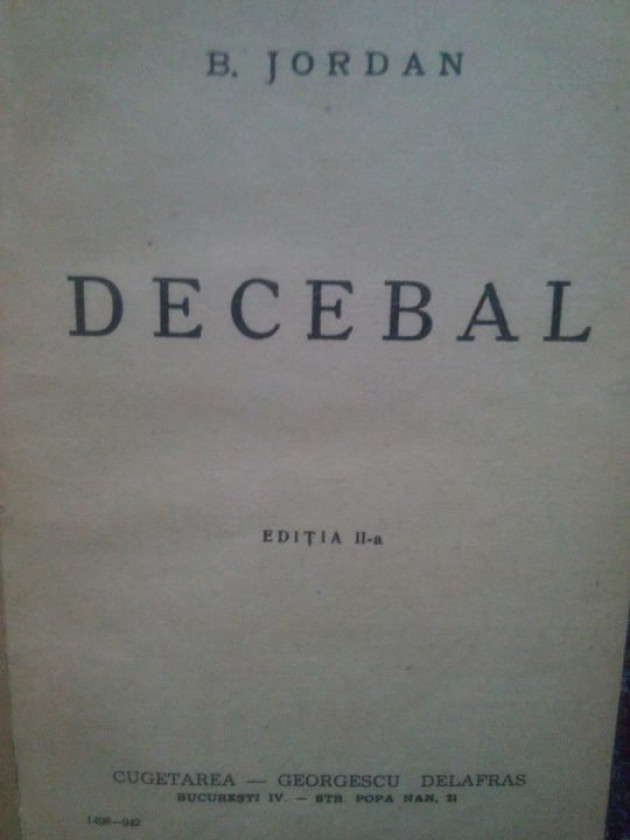 B. JORDAN
DECEBAL
EDIȚIA II-a
CUGETAREA — GEORGESCU DELAFRAS
BUCUREȘTI IV. — STR. POPA NAN, 21